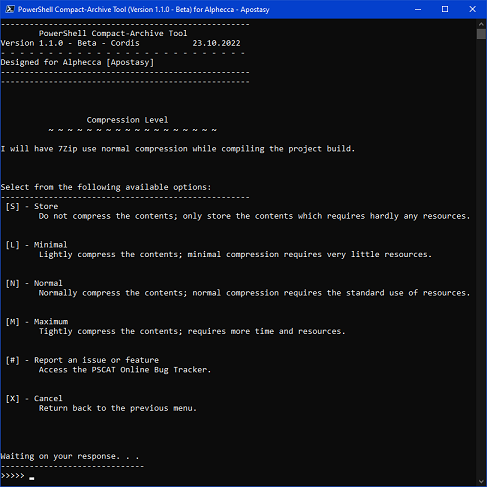 PowerShell Compact-Archive Tool (Version 1.1.0 - Beta) for Alphecca - Apostasy
----------------------------------------------------
PowerShell Compact-Archive Tool
Version 1.1.0 - Beta - Cordis 23.10.2022
- - - - - - - - - - - - - - - - - - - - - - - - - -
Designed for Alphecca [Apostasy]
----------------------------------------------------
----------------------------------------------------
Compression Level
~ ~ ~ ~ ~ ~ ~ ~ ~ ~ ~ ~ ~ ~ ~ ~ ~ ~
I will have 7Zip use normal compression while compiling the project build.
Select from the following available options:
----------------------------------------------------
[S] - Store
Do not compress the contents; only store the contents which requires hardly any resources.
[L] - Minimal
Lightly compress the contents; minimal compression requires very little resources.
[N] - Normal
Normally compress the contents; normal compression requires the standard use of resources.
[M] - Maximum
Tightly compress the contents; requires more time and resources.
[#] - Report an issue or feature
Access the PSCAT Online Bug Tracker.
[X] - Cancel
Return back to the previous menu.
Waiting on your response. . .
------------------------------
>>>>> _